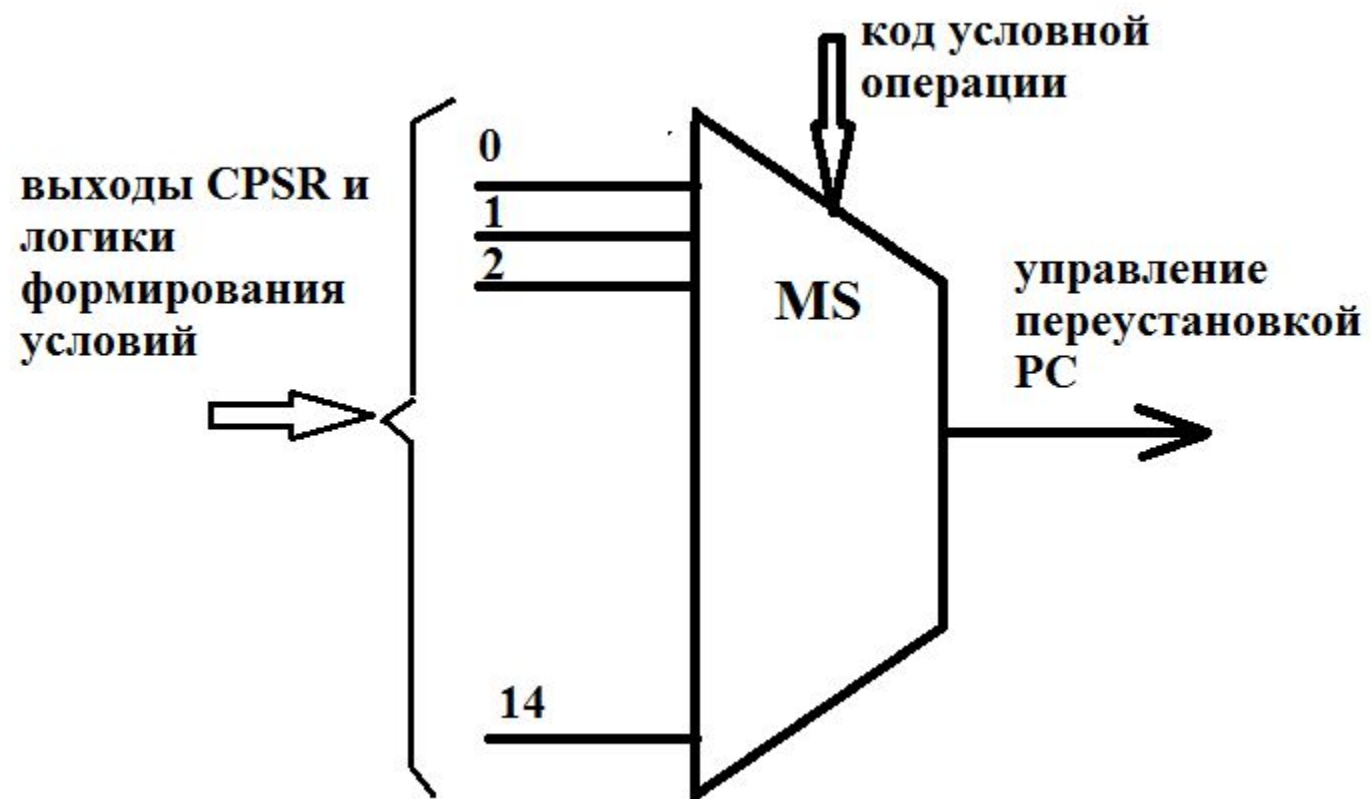 код условной
операции
выходы CPSR и
логики
формирования
условий
0
1
2
14
MS
управление
переустановкой
PC